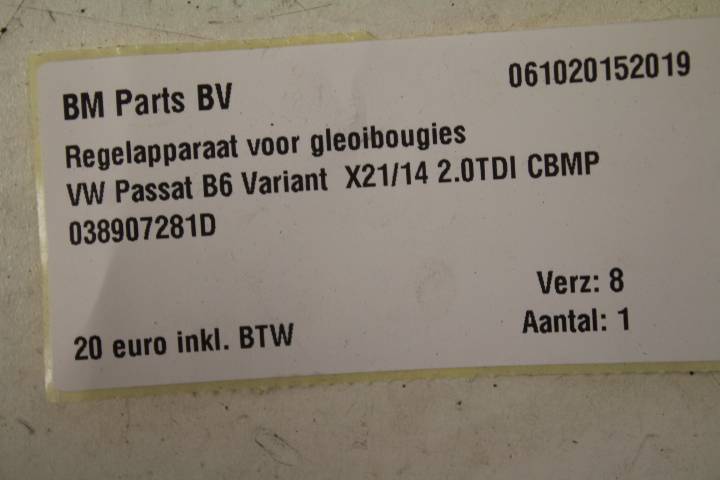 BM Parts BV
061020152019
Regelapparaat voor gleoibougies
VW Passat B6 Variant X21/14 2.0TDI CBMP
038907281D
Verz: 8
20 euro inkl. BTW
Aantal: 1